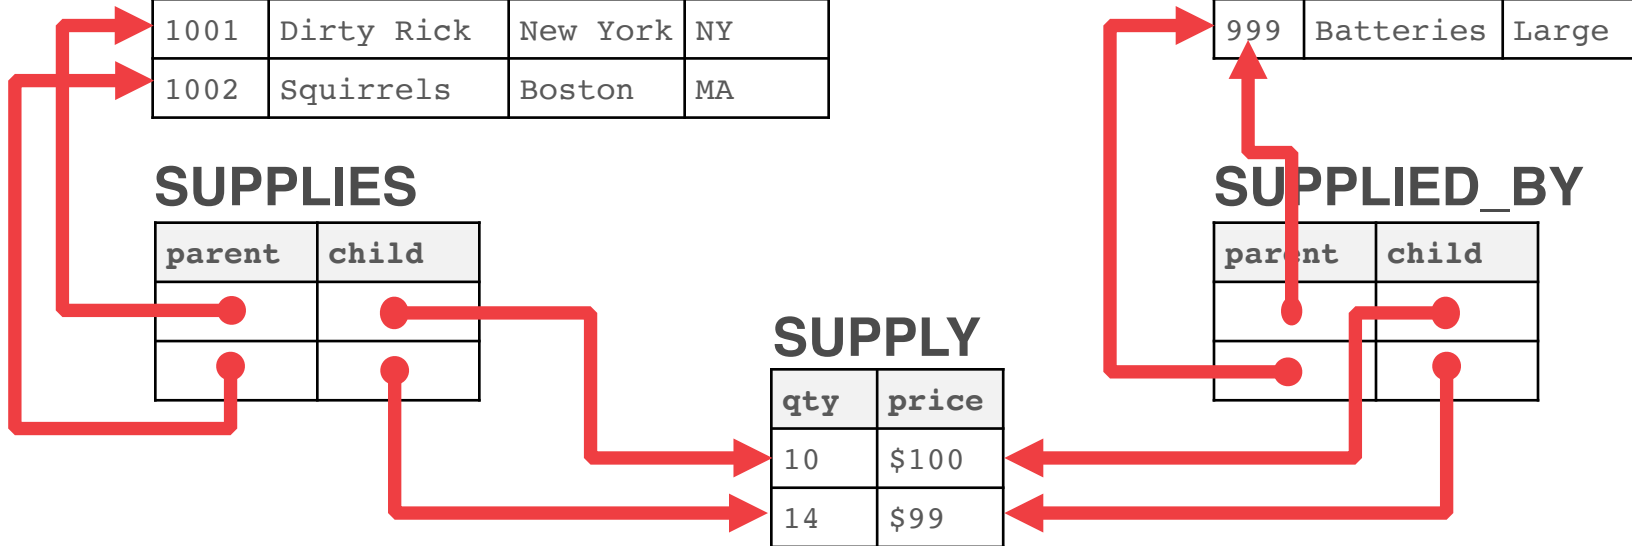 1001 Dirty Rick New York NY
1002 Squirrels Boston MA
999 Batteries Large
SUPPLIES
parent child
SUPPLIED_BY
parent child
SUPPLY
qty price
10 $100
14 $99